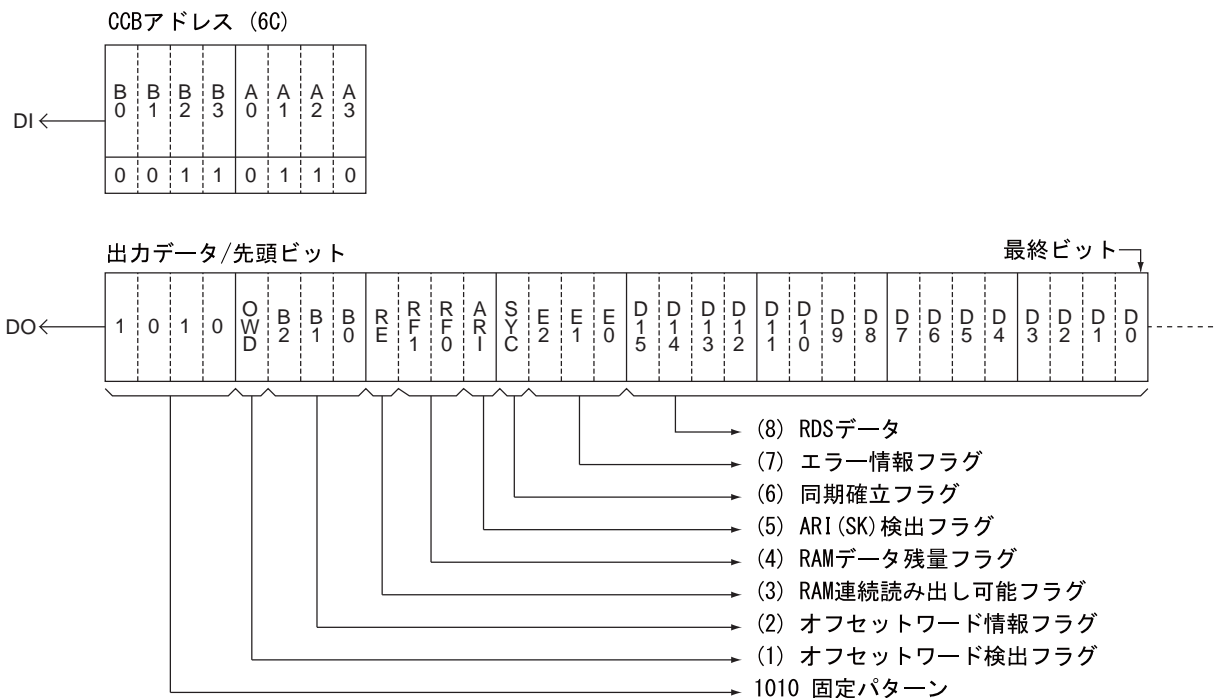 CCBアドレス (6C)
DI
B0 B1 B2 B3 A0 A1 A2 A3
0 0 1 1 0 1 1 0
出力データ/先頭ビット
最終ビット
DO
1 0 1 0 OWD B2 B1 B0 RE RF1 RF0 ARI SYC E2 E1 E0 D15 D14 D13 D12 D11 D10 D9 D8 D7 D6 D5 D4 D3 D2 D1 D0
(8) RDSデータ
(7) エラー情報フラグ
(6) 同期確立フラグ
(5) ARI(SK)検出フラグ
(4) RAMデータ残量フラグ
(3) RAM連続読み出し可能フラグ
(2) オフセットワード情報フラグ
(1) オフセットワード検出フラグ
1010 固定パターン